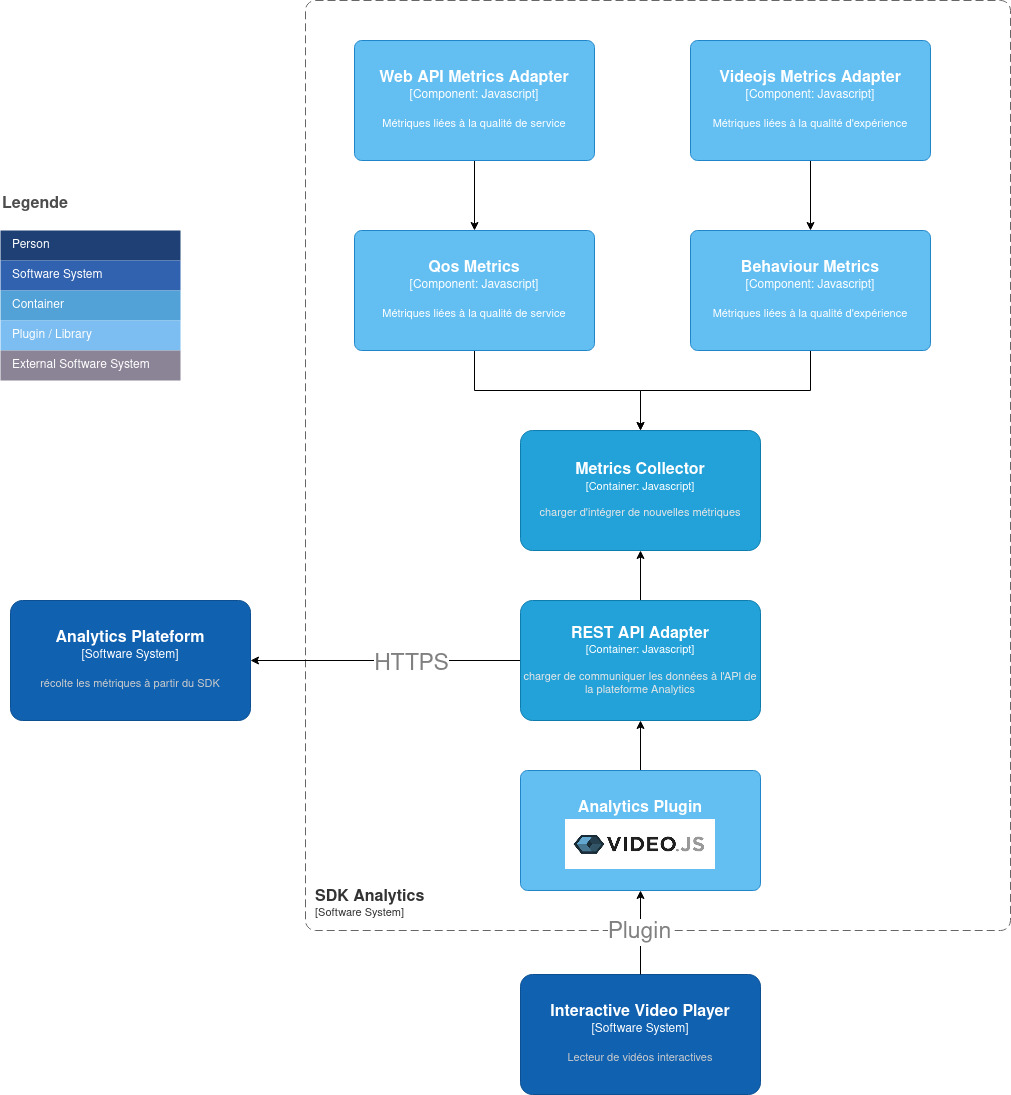 Web API Metrics Adapter
[Component: Javascript]
Métriques liées à la qualité de service
Videojs Metrics Adapter
[Component: Javascript]
Métriques liées à la qualité d'expérience
Legende
Person
Software System
Container
Plugin / Library
External Software System
Qos Metrics
[Component: Javascript]
Métriques liées à la qualité de service
Behaviour Metrics
[Component: Javascript]
Métriques liées à la qualité d'expérience
Metrics Collector
[Container: Javascript]
charger d'intégrer de nouvelles métriques
Analytics Plateform
[Software System]
récolte les métriques à partir du SDK
HTTPS
REST API Adapter
[Container: Javascript]
charger de communiquer les données à l'API de
la plateforme Analytics
Analytics Plugin
VIDEO.JS
SDK Analytics
[Software System]
Plugin
Interactive Video Player
[Software System]
Lecteur de vidéos interactives